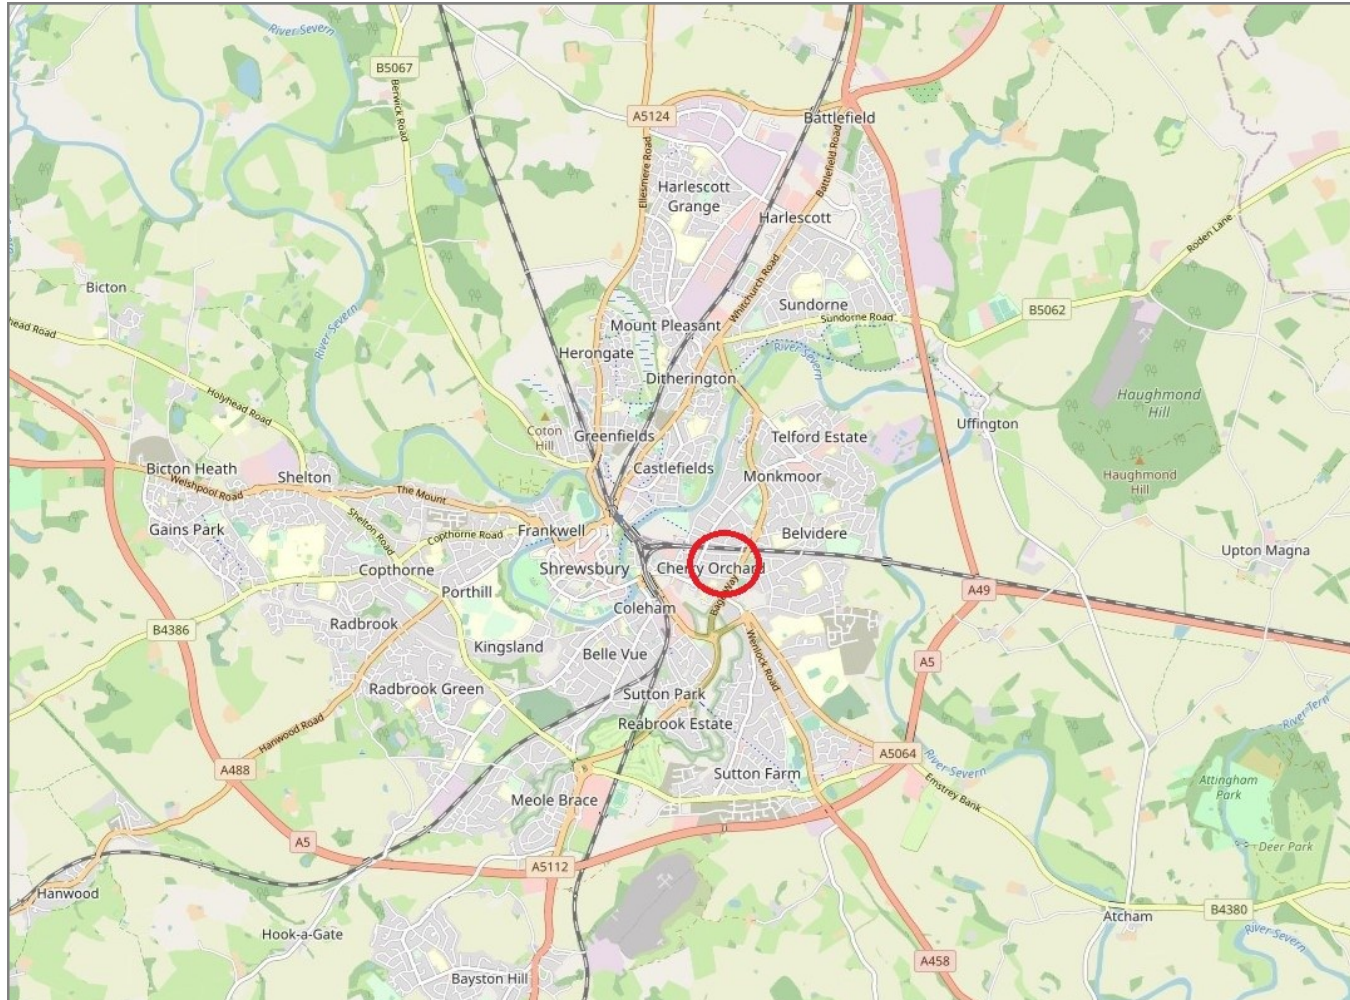 River Severn
B5067
Berwick Road
Battlefield
A5124
Ellesmere Road
Battlefield Road
Harlescott
Grange
Harlescott
Roden Lane
Bicton
head Road
River Severn
Whitchurch Road
Sundorne
Sundorne Road
B5062
Mount Pleasant
Herongate
River Severn
Ditherington
Holyhead Road
Haughmond
Hill
Coton
Hill
Greenfields
Telford Estate
Uffington
Bicton Heath
Shelton
Castlefields
Monkmoor
Haughmond
Hill
Welshpool Road
The Mount
Gains Park
Shelton Road
Copthorne Road
Frankwell
Belvidere
Upton Magna
Copthorne
Shrewsbury
Cherry Orchard
Porthill
Bage Way
A49
Coleham
Radbrook
B4386
Kingsland
Belle Vue
Wenlock Road
A5
Radbrook Green
Sutton Park
Reabrook Estate
River Tern
Hanwood Road
A488
A5064
River Severn
Sutton Farm
Emstrey Bank
Attingham
Park
Meole Brace
A5
Deer Park
A5112
Hanwood
B4380
Atcham
Hook-a-Gate
River Severn
A458
Bayston Hill